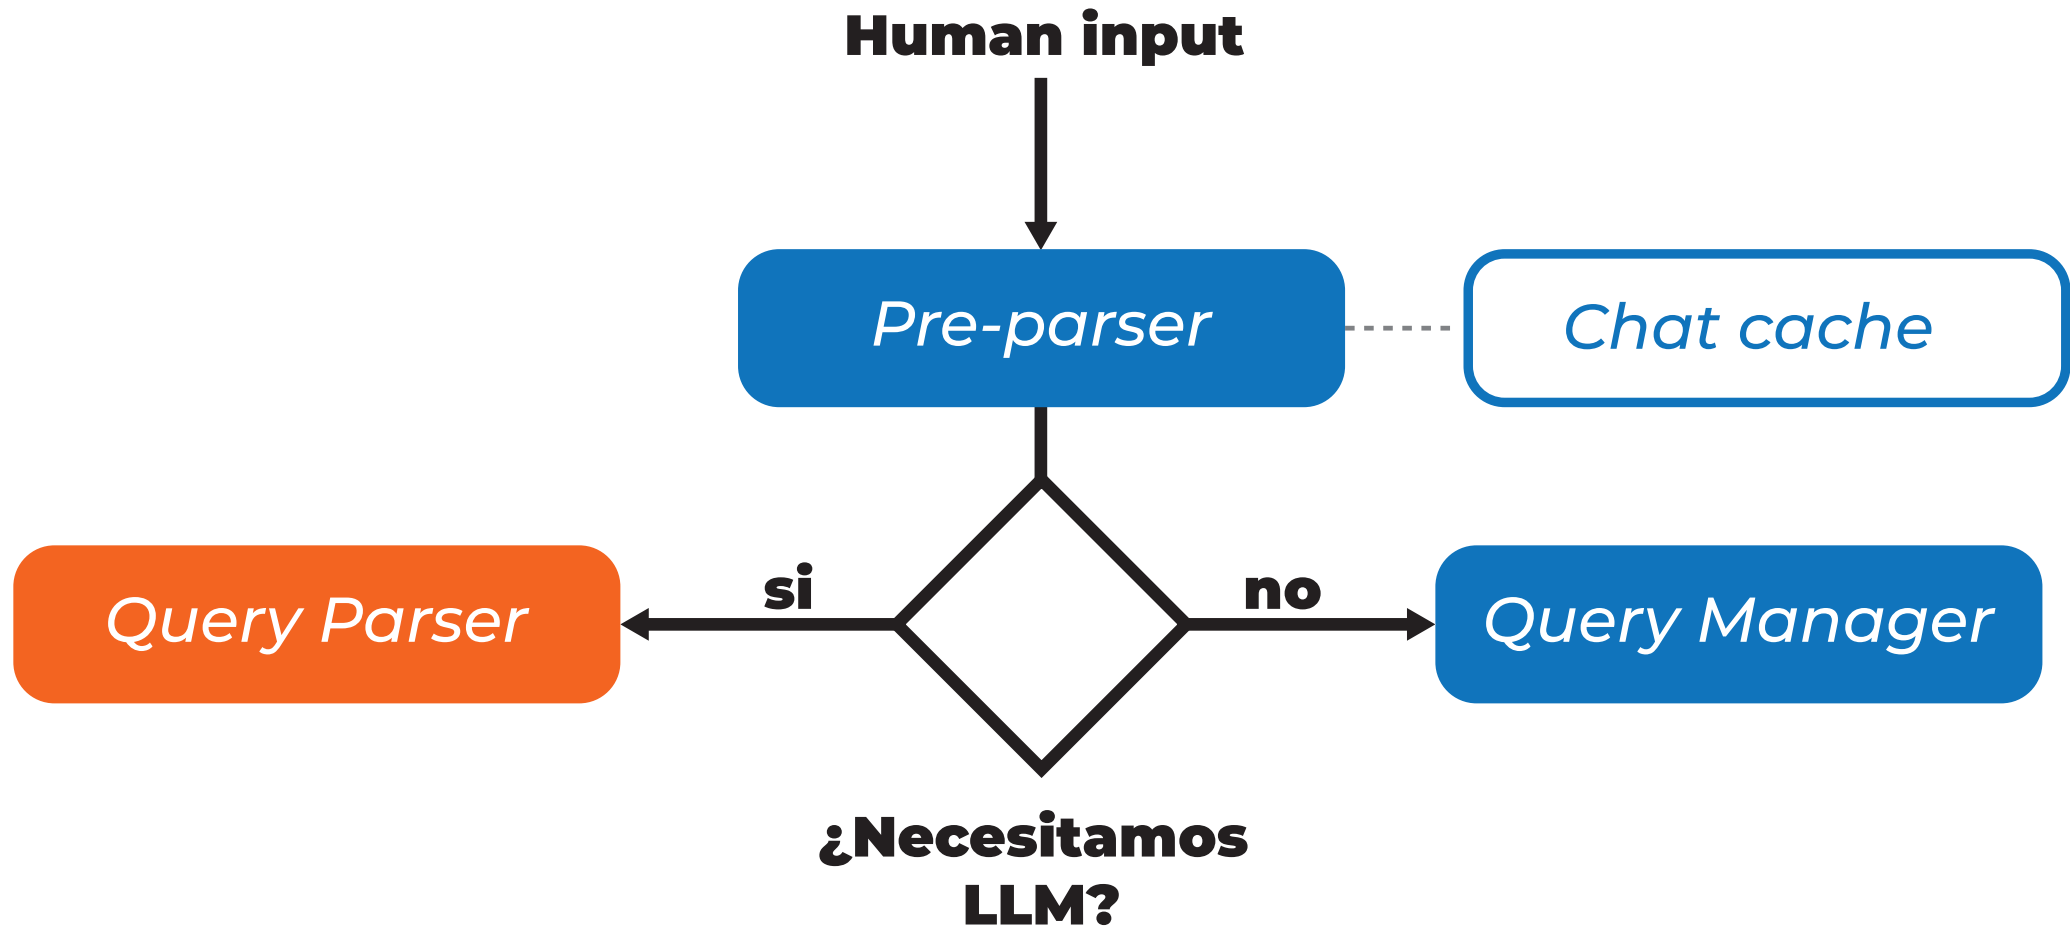 Human input
Pre-parser
Chat cache
si
no
Query Parser
Query Manager
¿Necesitamos
LLM?